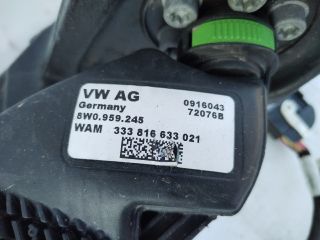 VW AG 0916043
Germany 72076B
8W0.959.245
WAM 333 816 633 021